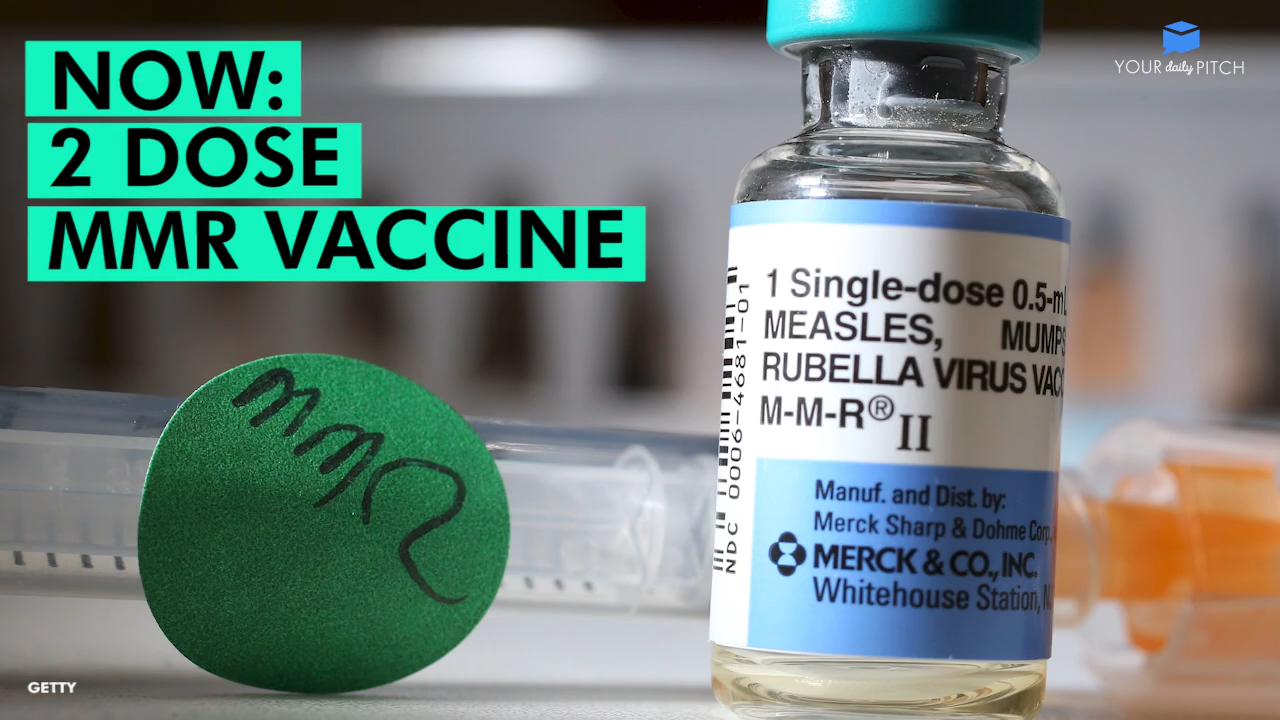 NOW:
2 DOSE
MMR VACCINE
YOUR daily PITCH
1 Single-dose 0.5-mL
MEASLES, MUMPS
RUBELLA VIRUS VACC
M-M-R® II
Manuf. and Dist. by:
Merck Sharp & Dohme Corp.,
MERCK & CO., INC.
Whitehouse Station, N
NDC 0006-4681-01
MMR
GETTY